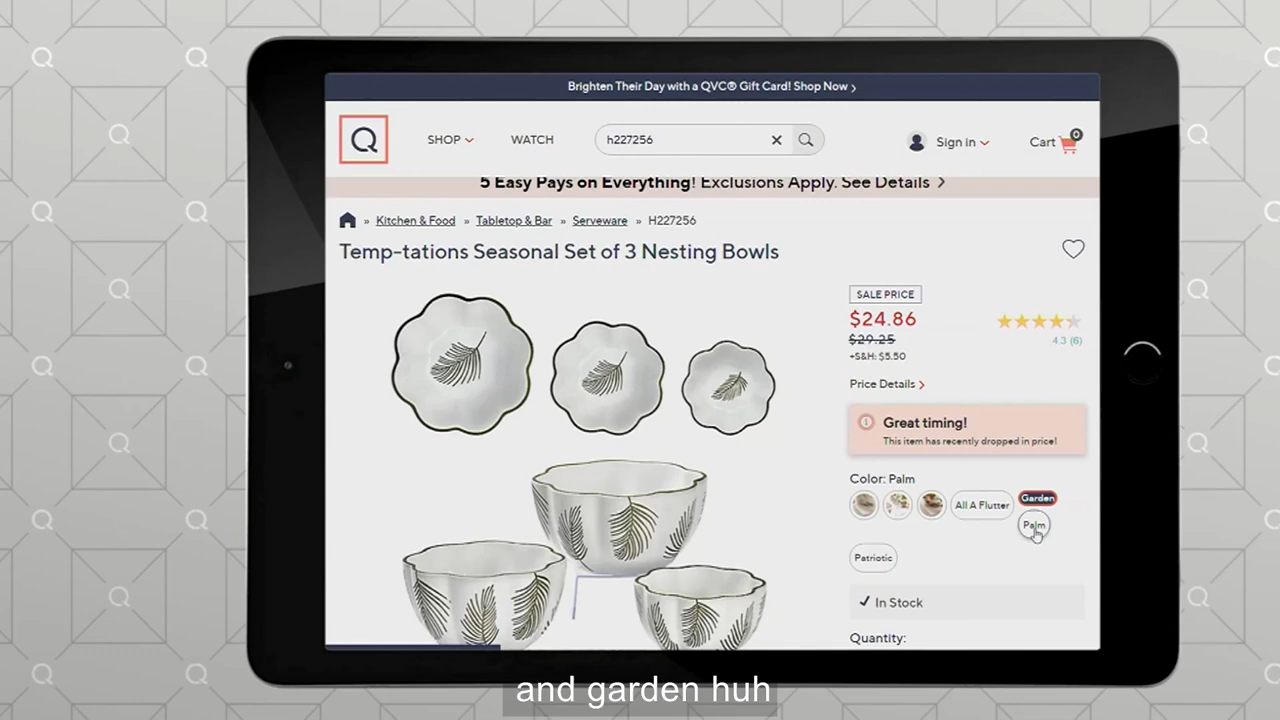 Brighten Their Day with a QVC® Gift Card! Shop Now >
Q
SHOP
WATCH
h227256
Sign in
Cart
0
5 Easy Pays on Everything! Exclusions Apply. See Details >
» Kitchen & Food » Tabletop & Bar » Serveware » H227256
Temp-tations Seasonal Set of 3 Nesting Bowls
SALE PRICE
$24.86
$29.25
4.3 (6)
+S&H: $5.50
Price Details >
Great timing!
This item has recently dropped in price!
Color: Palm
All A Flutter
Garden
Palm
Patriotic
✓ In Stock
Quantity:
and garden huh